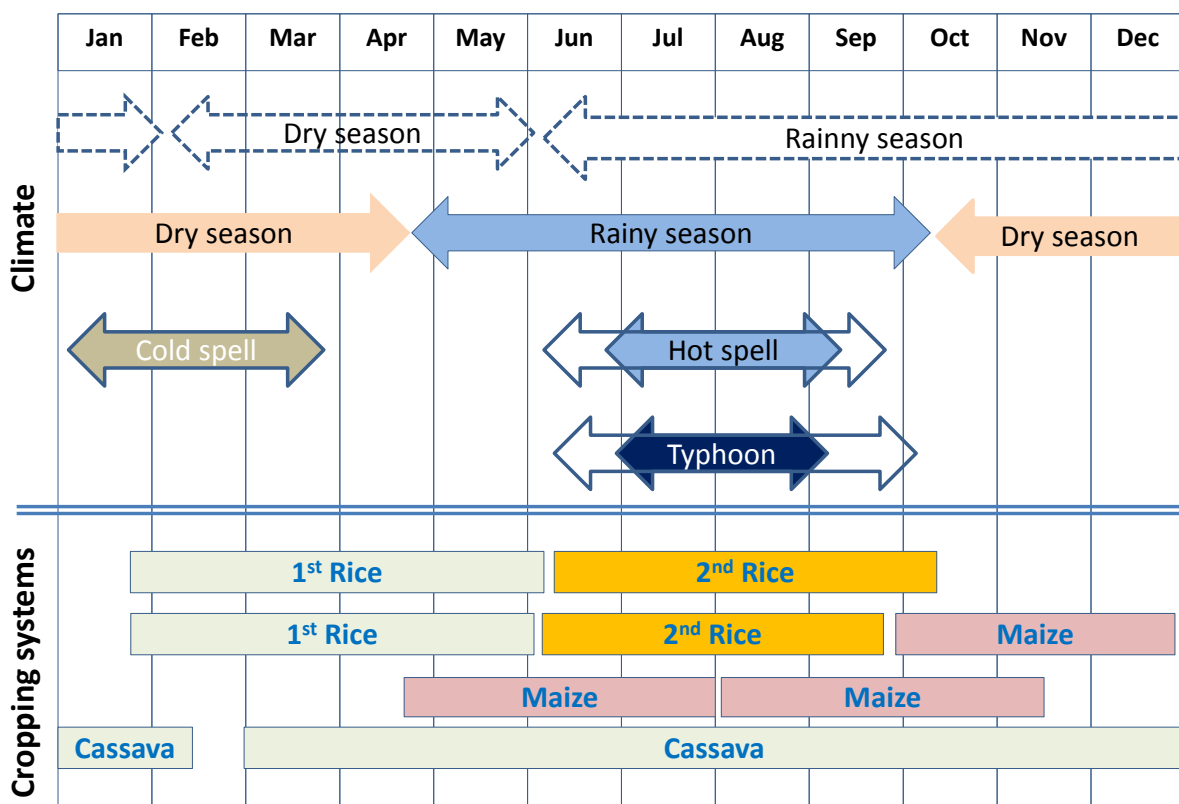 Jan Feb Mar Apr May Jun Jul Aug Sep Oct Nov Dec
Climate
Dry season Rainny season
Dry season Rainy season Dry season
Cold spell Hot spell
Typhoon
Cropping systems
1st Rice 2nd Rice
1st Rice 2nd Rice Maize
Maize Maize
Cassava Cassava